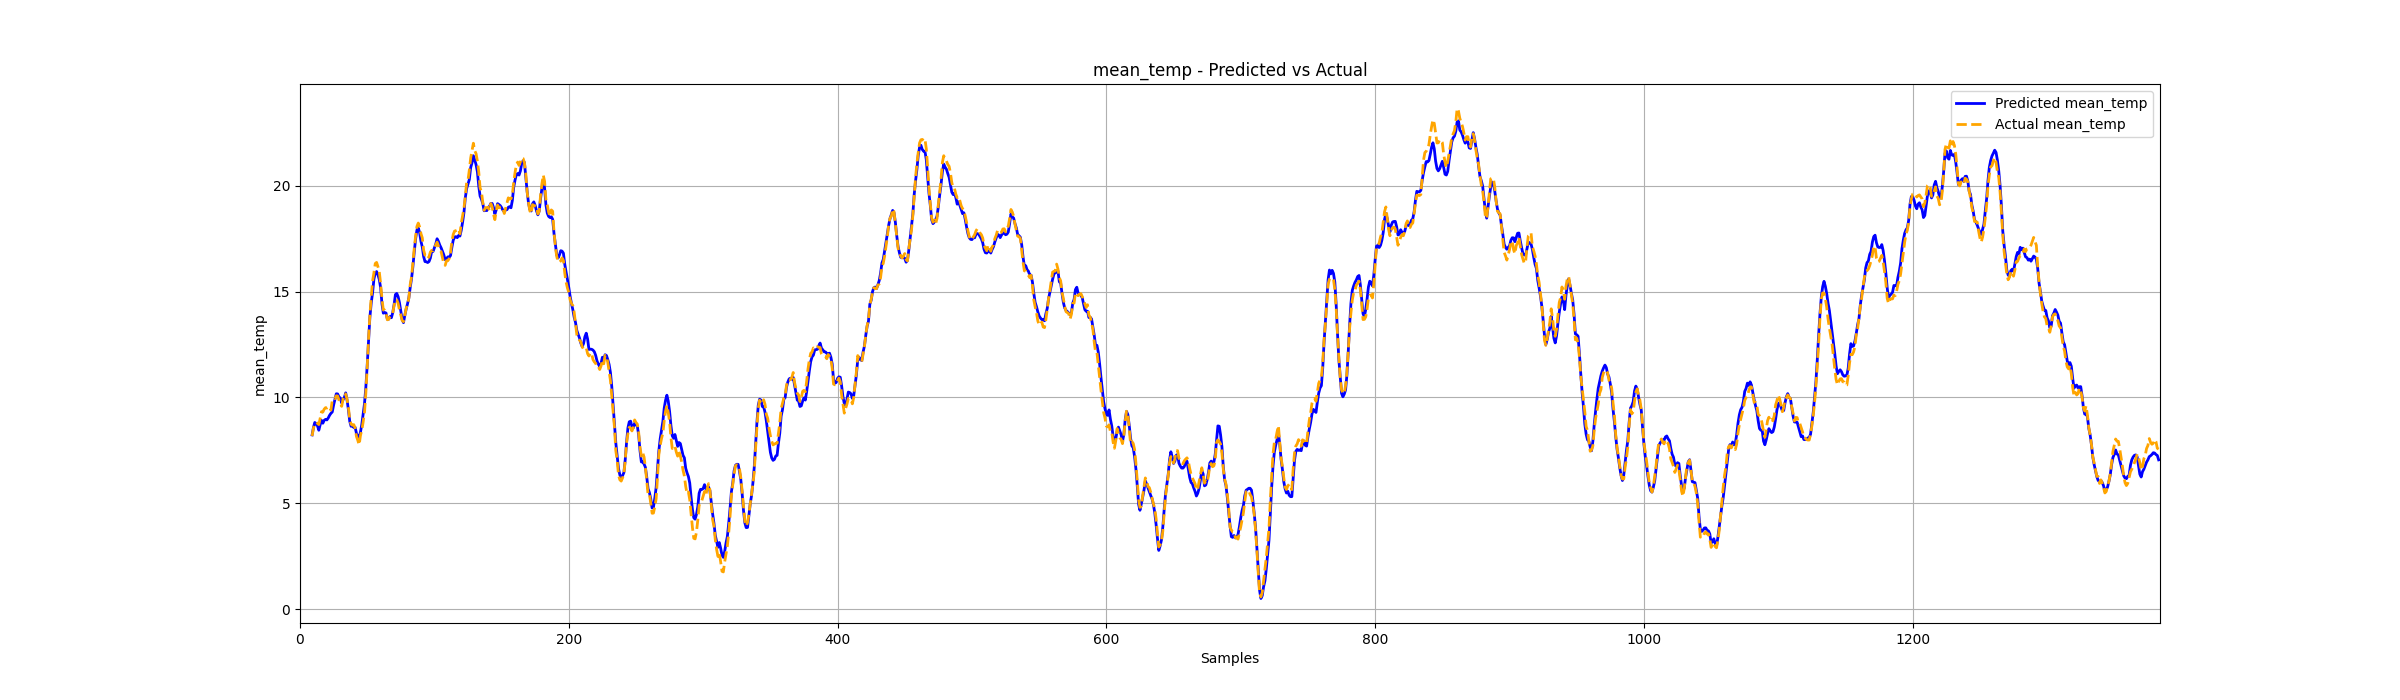 mean_temp - Predicted vs Actual
Predicted mean_temp
Actual mean_temp
mean_temp
20
15
10
5
0
0
200
400
600
800
1000
1200
Samples